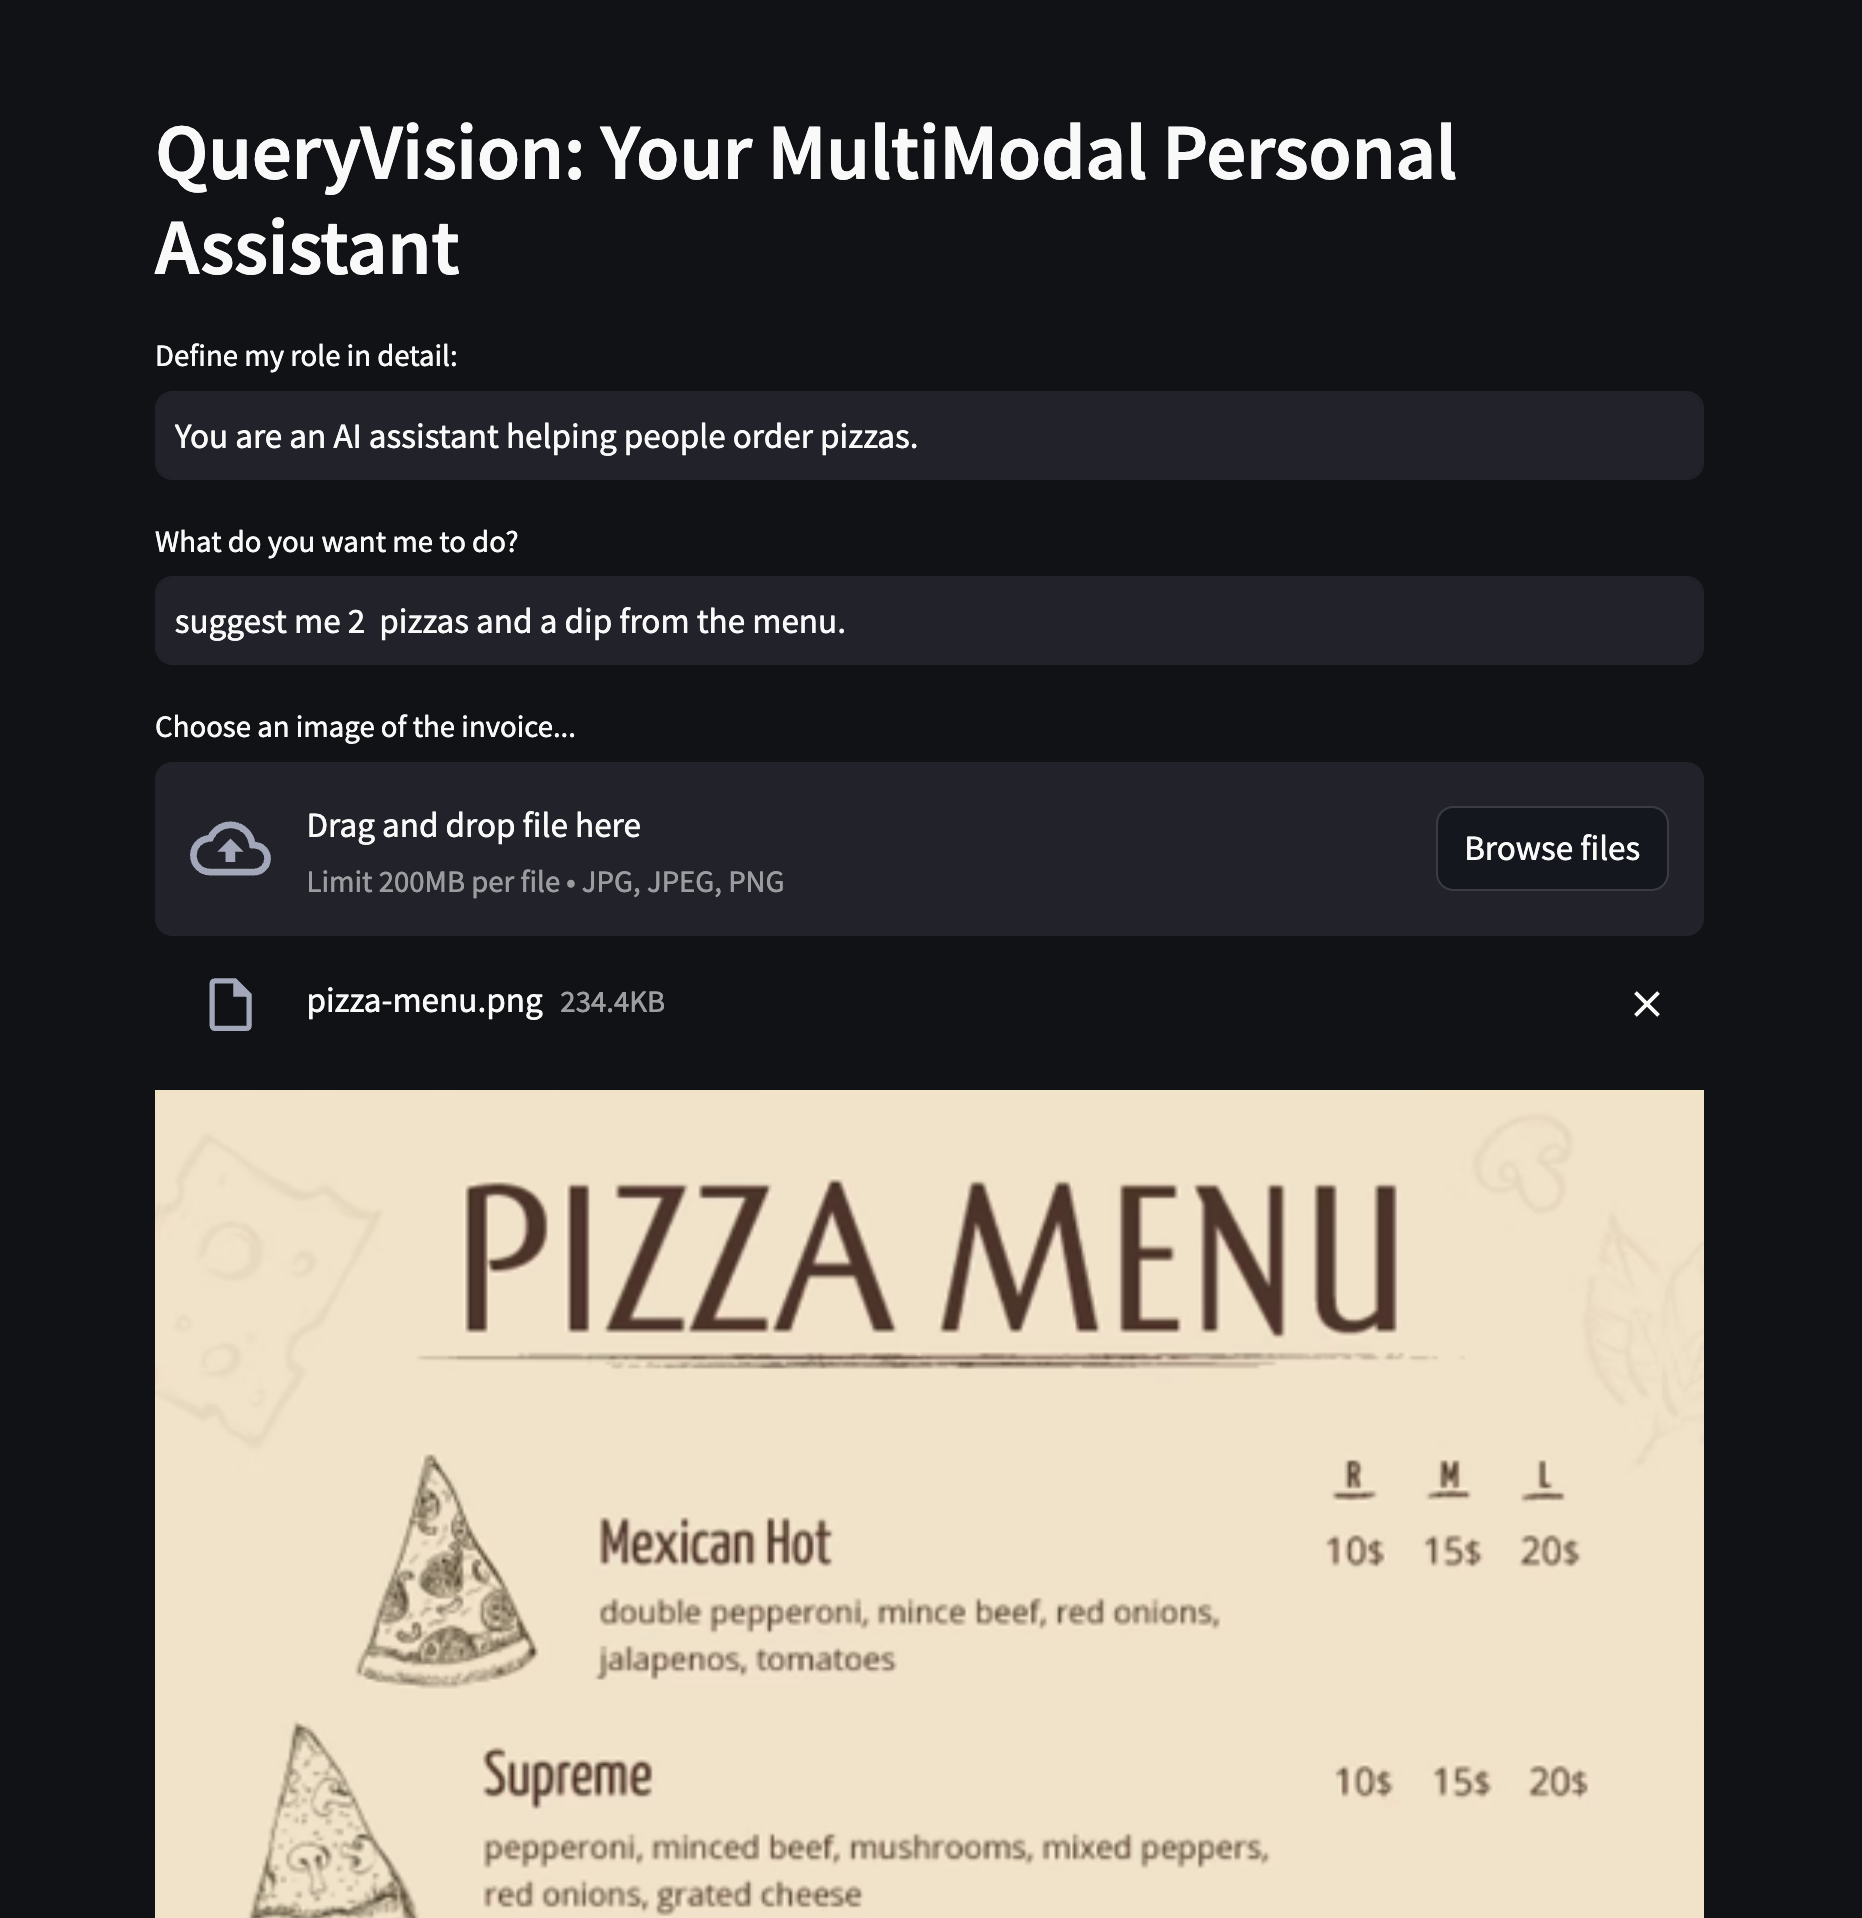 QueryVision: Your MultiModal Personal
Assistant
Define my role in detail:
You are an AI assistant helping people order pizzas.
What do you want me to do?
suggest me 2  pizzas and a dip from the menu.
Choose an image of the invoice...
Drag and drop file here
Limit 200MB per file • JPG, JPEG, PNG
Browse files
pizza-menu.png 234.4KB
PIZZA MENU
R M L
Mexican Hot 10$ 15$ 20$
double pepperoni, mince beef, red onions,
jalapenos, tomatoes
Supreme 10$ 15$ 20$
pepperoni, minced beef, mushrooms, mixed peppers,
red onions, grated cheese